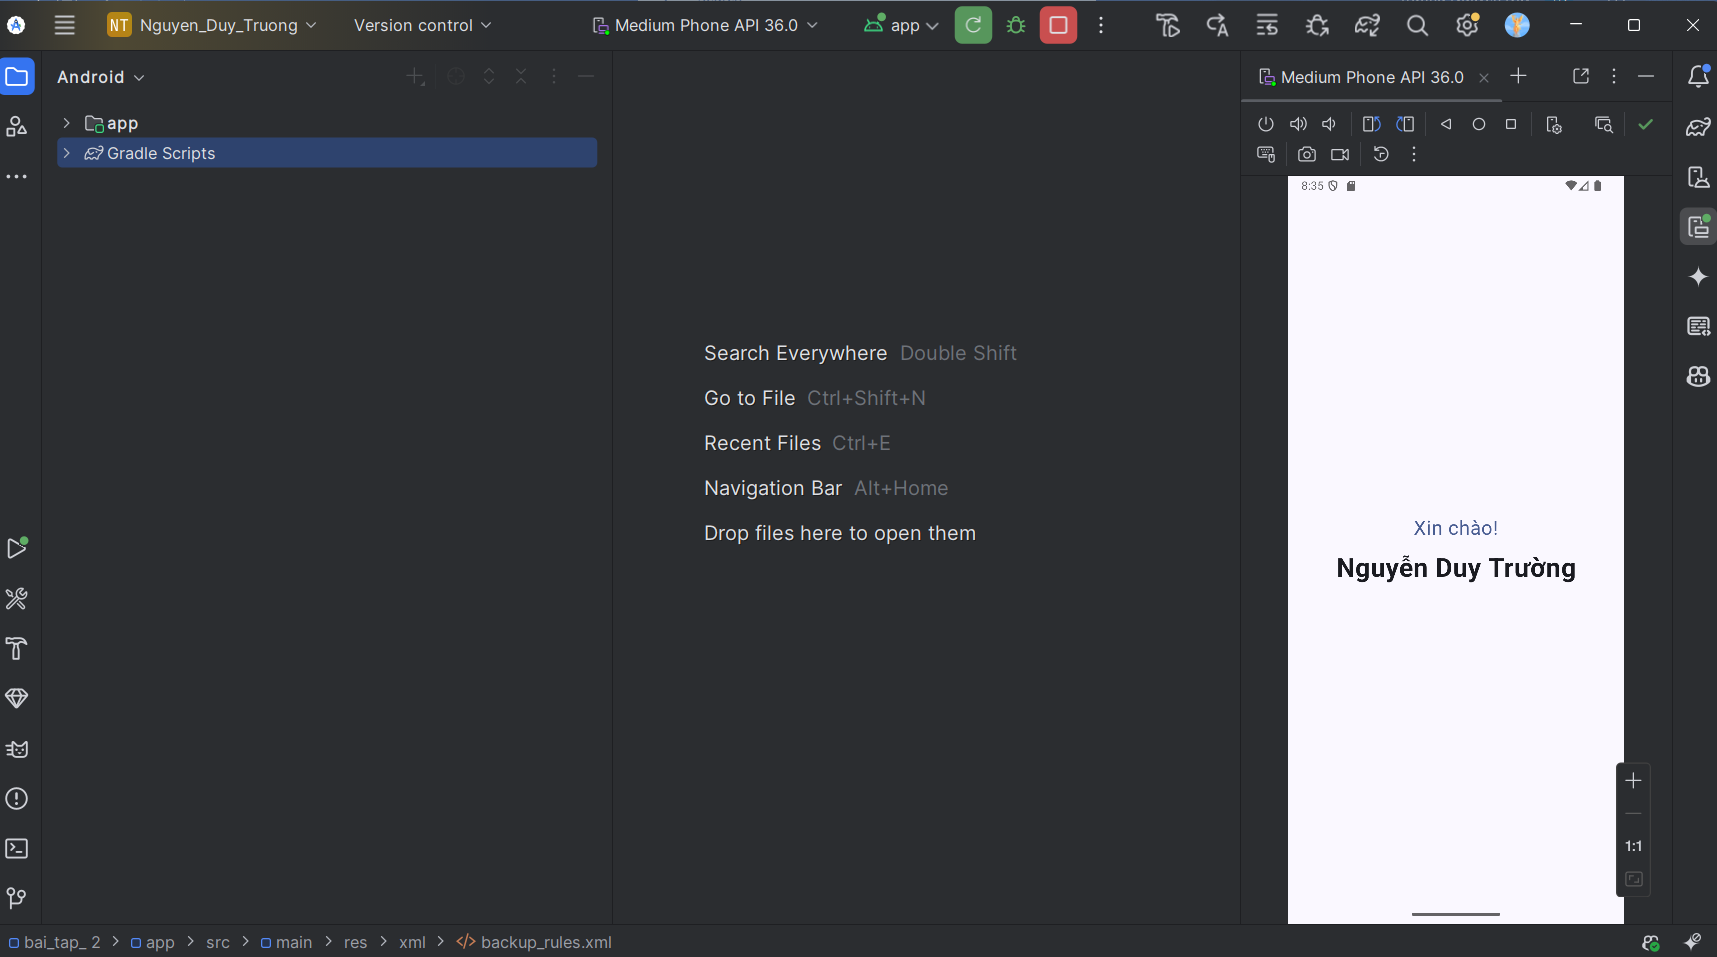 NT Nguyen_Duy_Truong Version control Medium Phone API 36.0 app
Android
app
Gradle Scripts
Search Everywhere Double Shift
Go to File Ctrl+Shift+N
Recent Files Ctrl+E
Navigation Bar Alt+Home
Drop files here to open them
Medium Phone API 36.0
8:35
Xin chào!
Nguyễn Duy Trường
1:1
bai_tap_2 > app > src > main > res > xml > backup_rules.xml